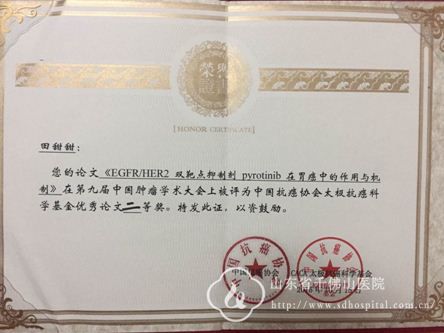 榮譽
證書
[HONOR CERTIFICATE]
田甜甜:
您的论文《EGFR/HER2 双靶点抑制剂 pyrotinib 在胃癌中的作用与机
制》在第九届中国肿瘤学术大会上被评为中国抗癌协会太极抗癌科
学基金优秀论文二等奖。特发此证,以资鼓励。
中国抗癌协会
CACA太极抗癌科学基金
山东省千佛山医院
www.sdhospital.com.cn